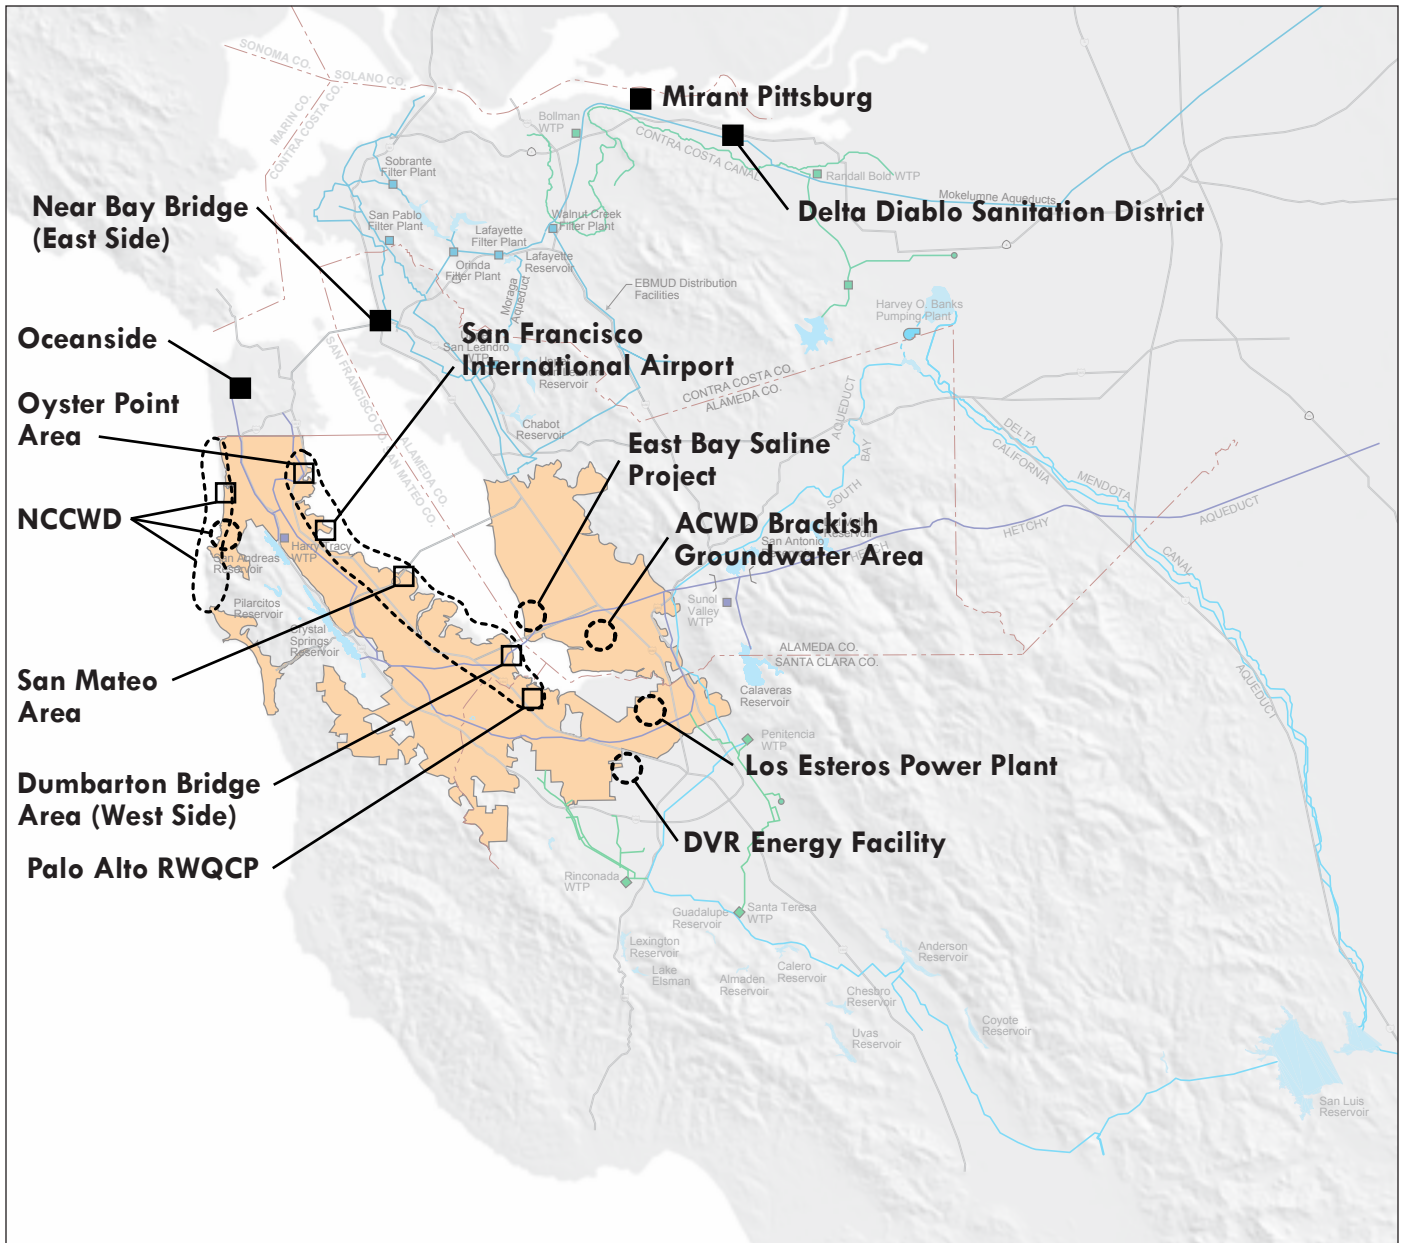 SONOMA CO.
SOLANO CO.
MARIN CO.
CONTRA COSTA CO.
Mirant Pittsburg
Bollman
WTP
CONTRA COSTA CANAL
Sobrante
Filter Plant
Randall Bold WTP
Mokelumne Aqueducts
Delta Diablo Sanitation District
Near Bay Bridge
(East Side)
San Pablo
Filter Plant
Walnut Creek
Filter Plant
Lafayette
Filter Plant
Lafayette
Reservoir
Orinda
Filter Plant
Moraga
Aqueduct
EBMUD Distribution
Facilities
Harvey O. Banks
Pumping Plant
Oceanside
San Francisco
International Airport
San Leandro
WTP
Reservoir
SAN FRANCISCO CO.
CONTRA COSTA CO.
ALAMEDA CO.
Oyster Point
Area
Chabot
Reservoir
ALAMEDA CO.
SAN MATEO CO.
East Bay Saline
Project
SOUTH
BAY
AQUEDUCT
DELTA
MENDOTA
CANAL
CALIFORNIA
AQUEDUCT
NCCWD
ACWD Brackish
Groundwater Area
San Antonio
Reservoir
HETCH
HETCHY
AQUEDUCT
Harry Tracy
WTP
San Andreas
Reservoir
Pilarcitos
Reservoir
Crystal
Springs
Reservoir
Sunol
Valley
WTP
ALAMEDA CO.
SANTA CLARA CO.
San Mateo
Area
Calaveras
Reservoir
Penitencia
WTP
Los Esteros Power Plant
Dumbarton Bridge
Area (West Side)
DVR Energy Facility
Palo Alto RWQCP
Rinconada
WTP
Guadalupe
Reservoir
Santa Teresa
WTP
Lexington
Reservoir
Lake
Elsman
Almaden
Reservoir
Calero
Reservoir
Anderson
Reservoir
Chesbro
Reservoir
Uvas
Reservoir
Coyote
Reservoir
San Luis
Reservoir